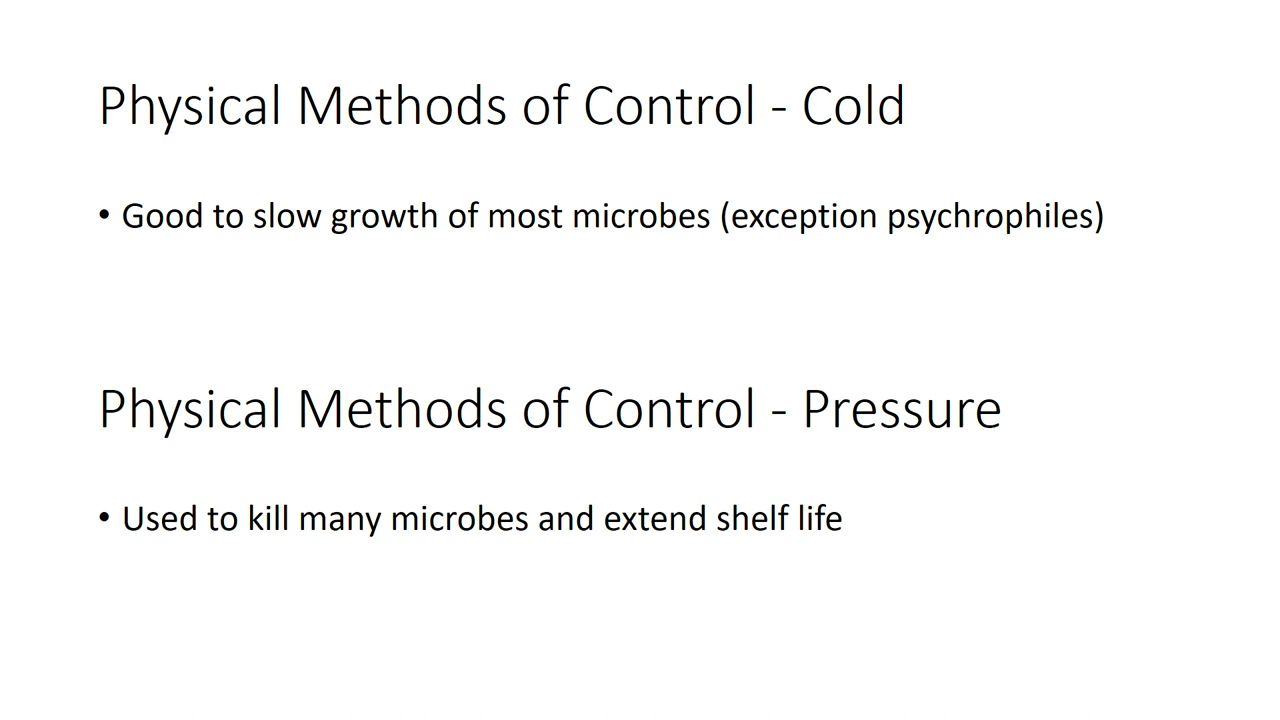 Physical Methods of Control - Cold
• Good to slow growth of most microbes (exception psychrophiles)
Physical Methods of Control - Pressure
• Used to kill many microbes and extend shelf life